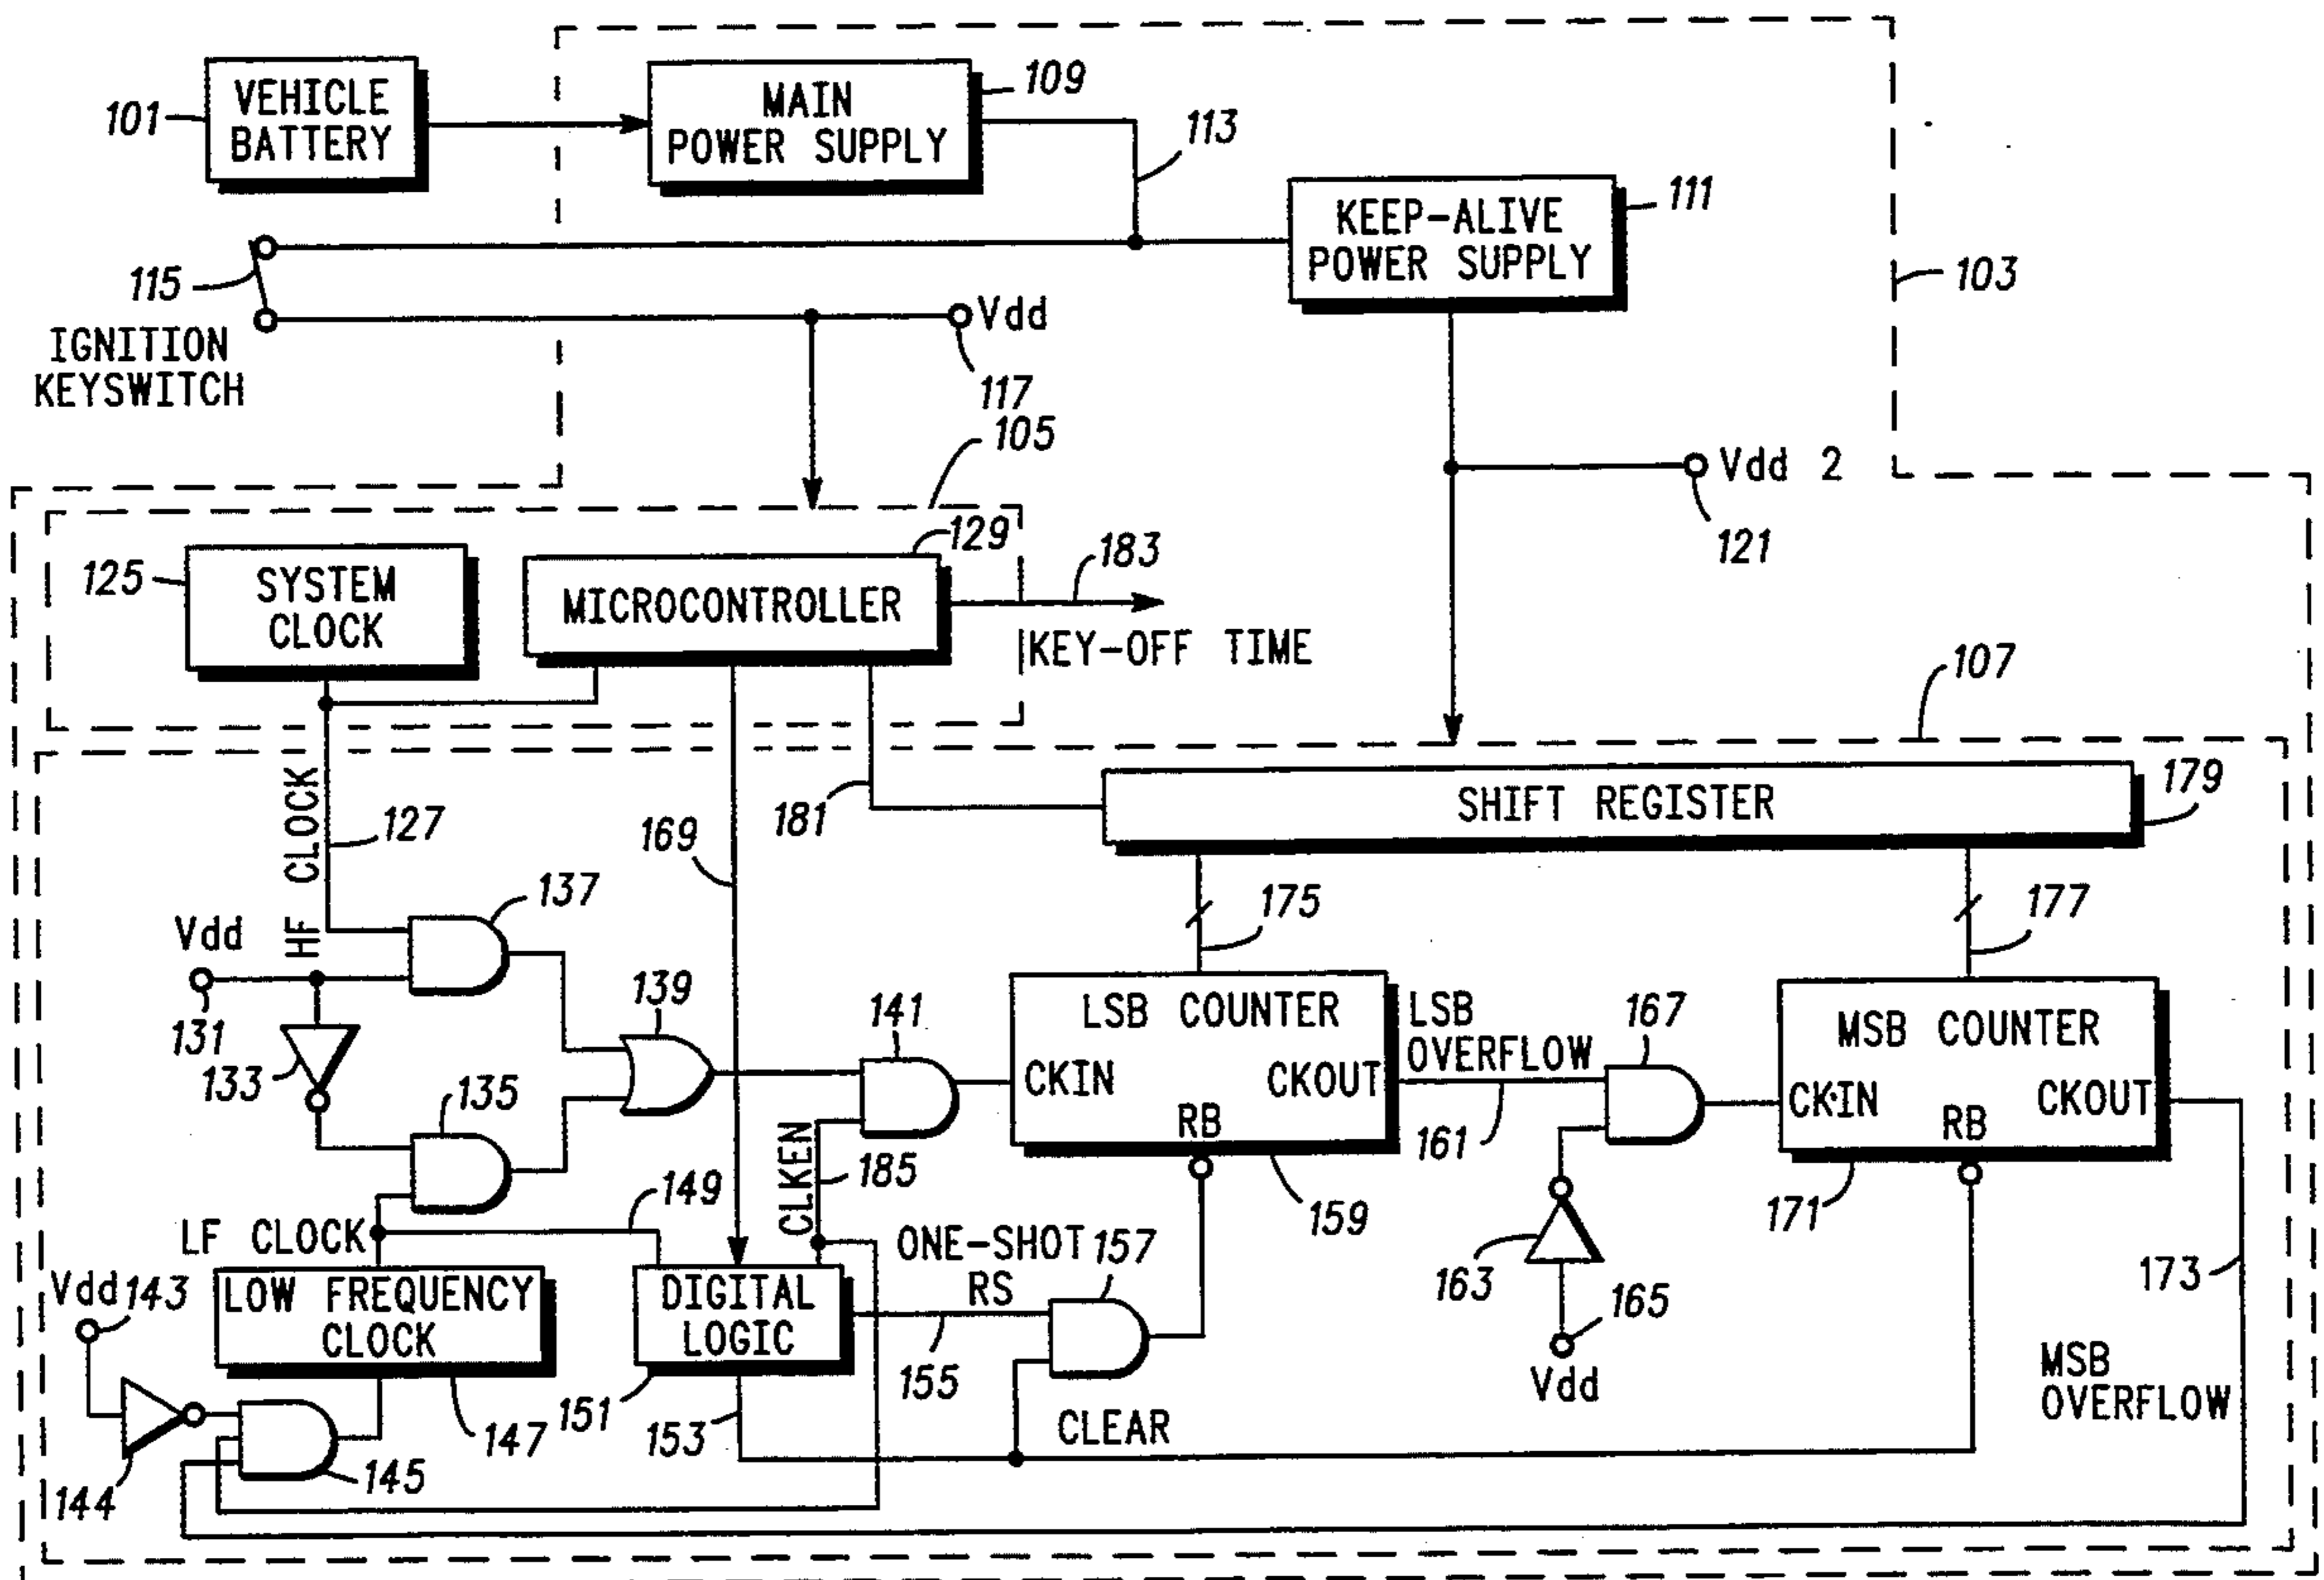 VEHICLE
BATTERY
101
MAIN
POWER SUPPLY
109
113
KEEP-ALIVE
POWER SUPPLY
111
103
115
IGNITION
KEYSWITCH
Vdd
117
105
Vdd 2
121
125
SYSTEM
CLOCK
129
MICROCONTROLLER
183
KEY-OFF TIME
107
HF CLOCK
127
169
181
SHIFT REGISTER
179
175
177
137
Vdd
131
133
135
139
141
LSB COUNTER
CKIN
CKOUT
RB
159
LSB
OVERFLOW
161
167
MSB COUNTER
CKIN
CKOUT
RB
171
163
165
Vdd
173
MSB
OVERFLOW
LF CLOCK
149
CLKEN
185
ONE-SHOT
RS
157
155
Vdd
143
LOW FREQUENCY
CLOCK
147
DIGITAL
LOGIC
151
153
CLEAR
144
145